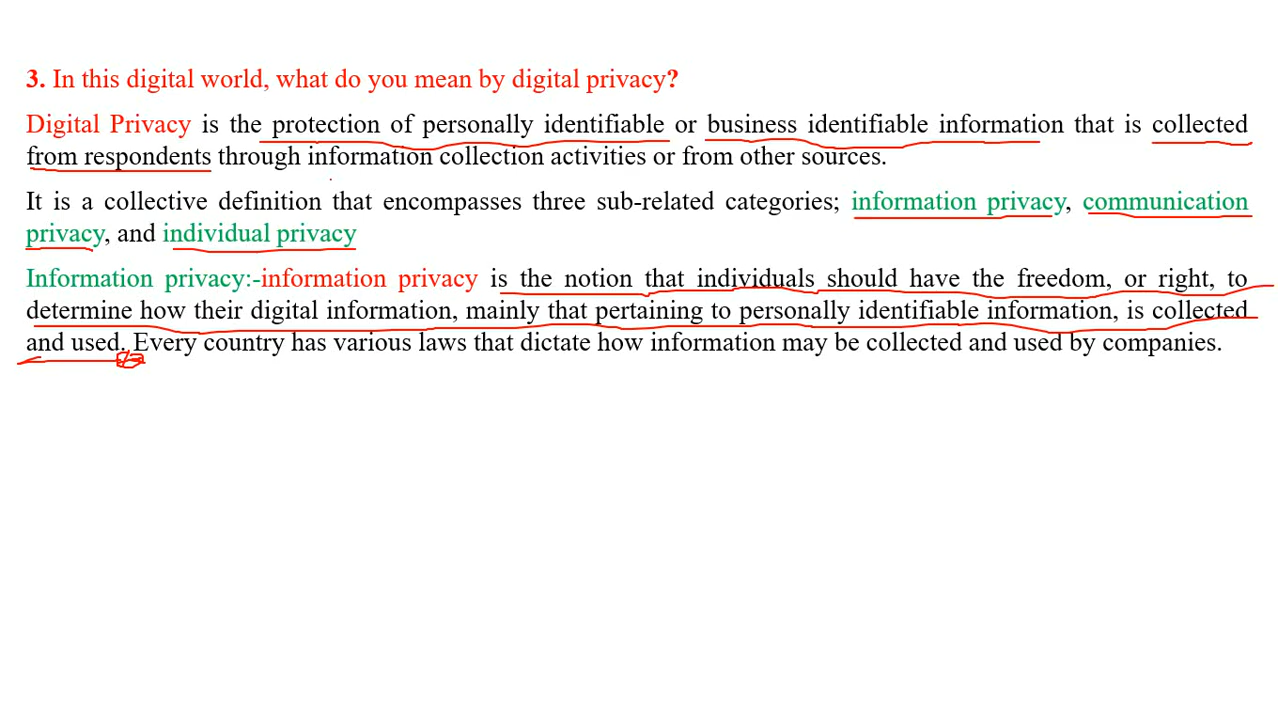 3. In this digital world, what do you mean by digital privacy?
Digital Privacy is the protection of personally identifiable or business identifiable information that is collected
from respondents through information collection activities or from other sources.
It is a collective definition that encompasses three sub-related categories; information privacy, communication
privacy, and individual privacy
Information privacy:-information privacy is the notion that individuals should have the freedom, or right, to
determine how their digital information, mainly that pertaining to personally identifiable information, is collected
and used. Every country has various laws that dictate how information may be collected and used by companies.